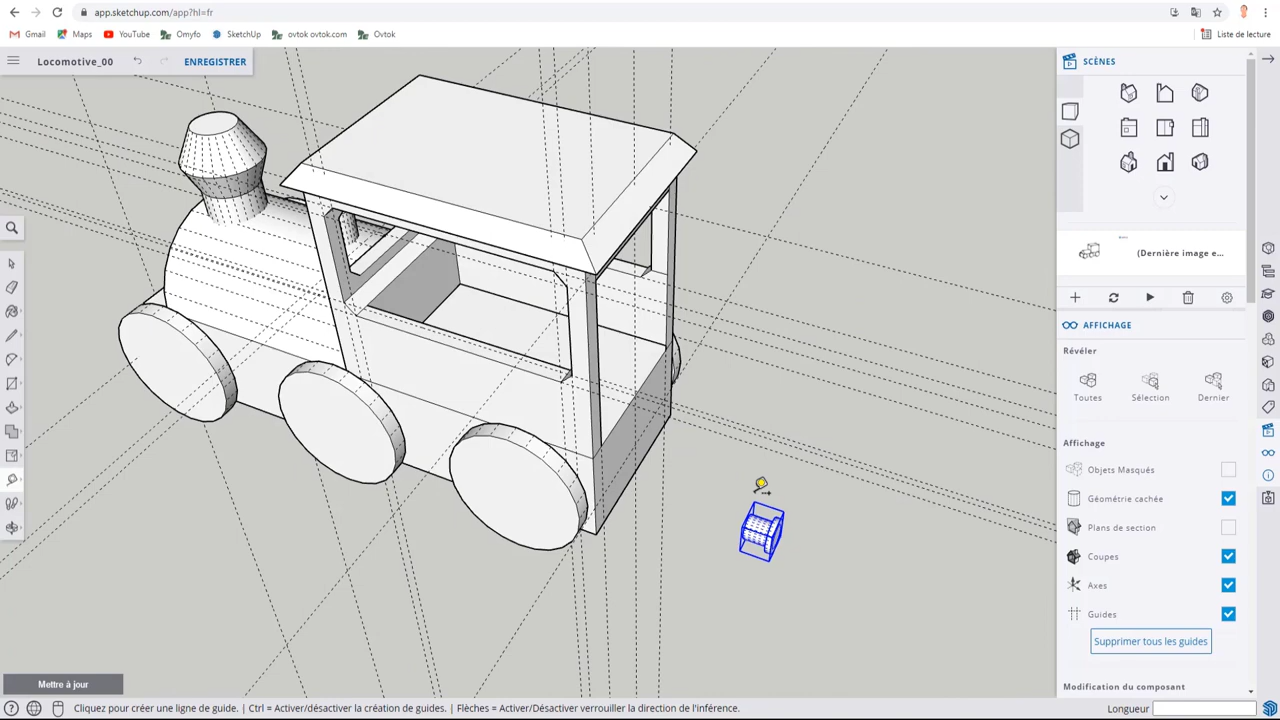 app.sketchup.com/app?hl=fr
Gmail Maps YouTube Omyfo SketchUp ovtok ovtok.com Ovtok Liste de lecture
Locomotive_00 ENREGISTRER
SCÈNES
(Dernière image e...
AFFICHAGE
Révéler
Toutes Sélection Dernier
Affichage
Objets Masqués
Géométrie cachée
Plans de section
Coupes
Axes
Guides
Supprimer tous les guides
Modification du composant
Mettre à jour
Cliquez pour créer une ligne de guide. | Ctrl = Activer/désactiver la création de guides. | Flèches = Activer/Désactiver verrouiller la direction de l'inférence.
Longueur